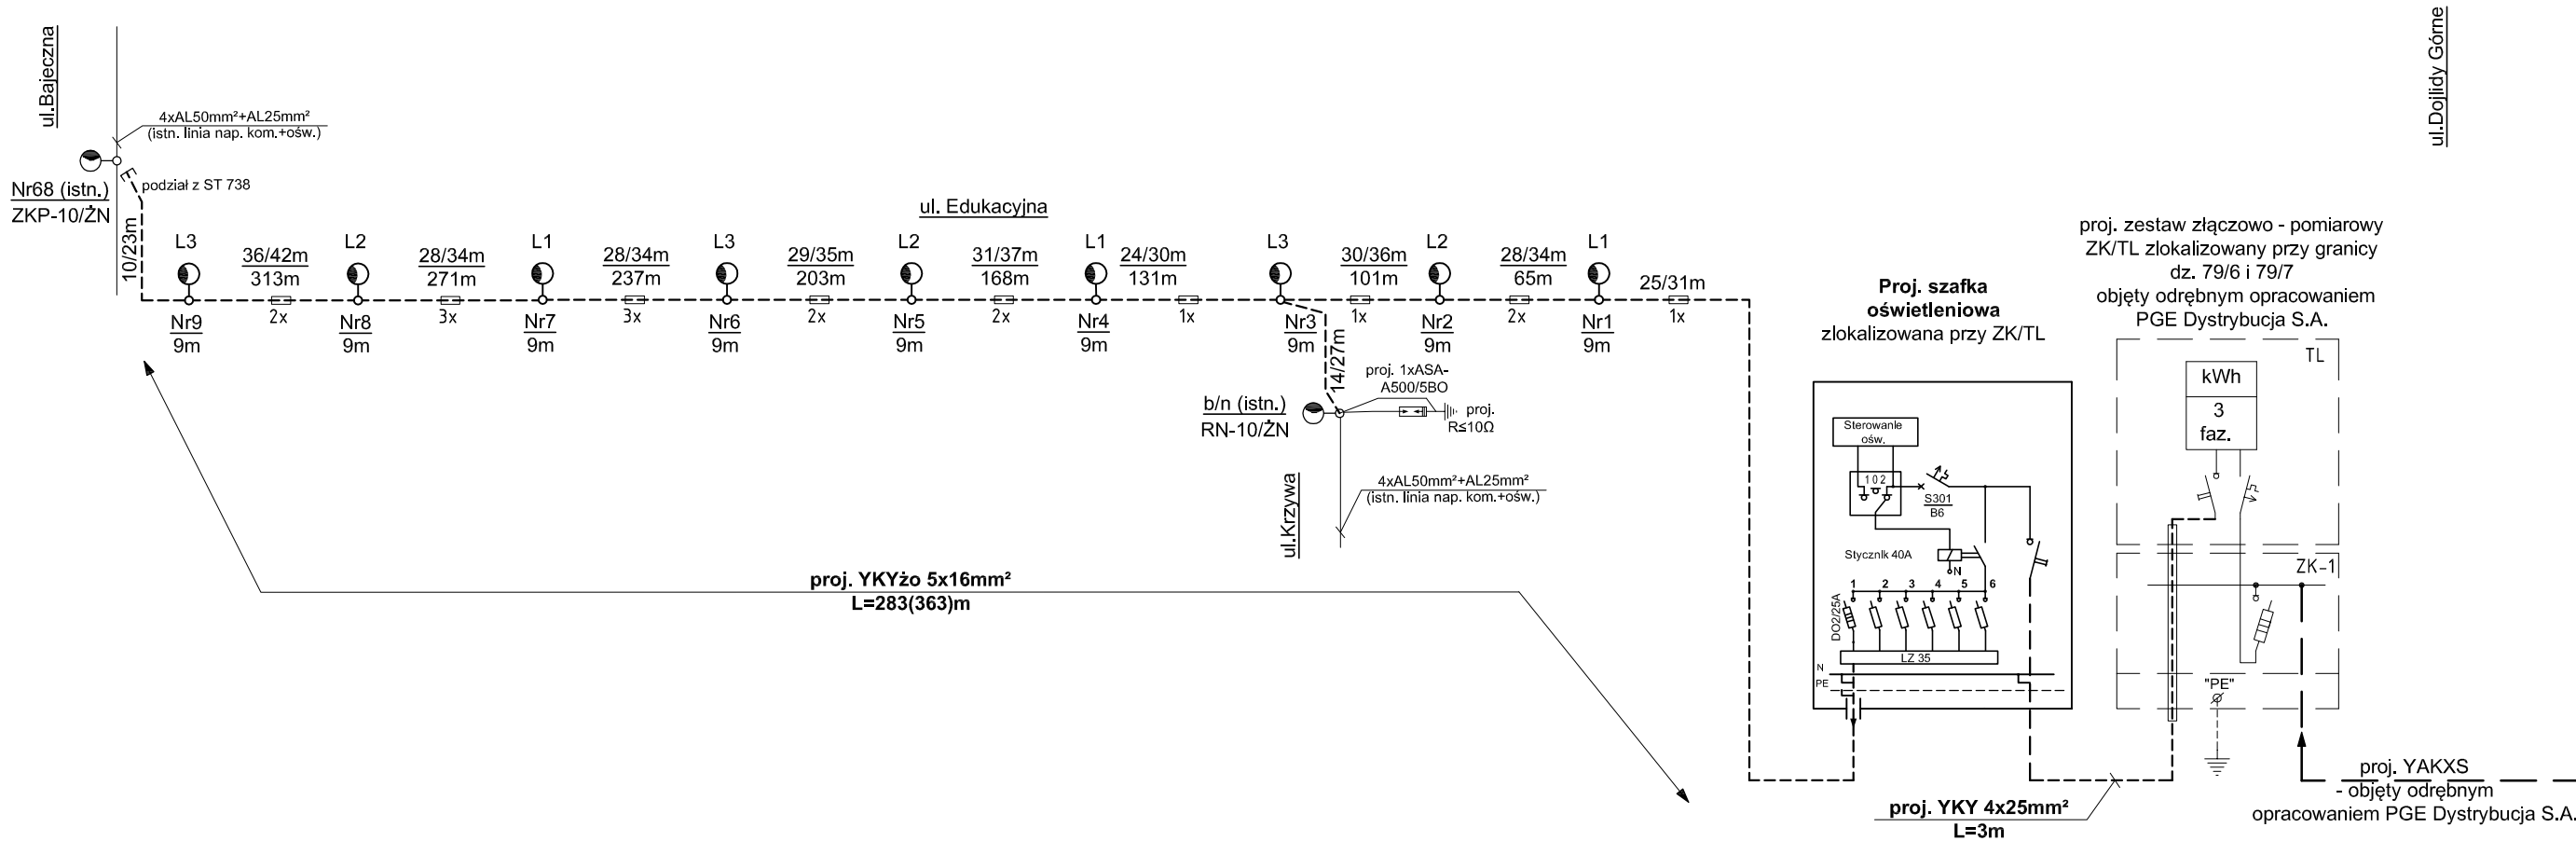 ul.Bajeczna
4xAL50mm²+AL25mm²
(istn. linia nap. kom.+ośw.)
Nr68 (istn.)
ZKP-10/ŻN
podział z ST 738
10/23m
ul. Edukacyjna
L3
36/42m
313m
2x
Nr9
9m
L2
28/34m
271m
3x
Nr8
9m
L1
28/34m
237m
3x
Nr7
9m
L3
29/35m
203m
2x
Nr6
9m
L2
31/37m
168m
2x
Nr5
9m
L1
24/30m
131m
1x
Nr4
9m
L3
30/36m
101m
1x
Nr3
9m
L2
28/34m
65m
2x
Nr2
9m
L1
25/31m
1x
Nr1
9m
14/27m
proj. 1xASA-
A500/5BO
b/n (istn.)
RN-10/ŻN
proj.
R≤10Ω
ul.Krzywa
4xAL50mm²+AL25mm²
(istn. linia nap. kom.+ośw.)
proj. YKYżo 5x16mm²
L=283(363)m
Proj. szafka
oświetleniowa
zlokalizowana przy ZK/TL
Sterowanie
ośw.
1 0 2
S301
B6
Stycznik 40A
N
1 2 3 4 5 6
DO2/25A
LZ 35
N
PE
proj. YKY 4x25mm²
L=3m
ul.Dojlidy Górne
proj. zestaw złączowo - pomiarowy
ZK/TL zlokalizowany przy granicy
dz. 79/6 i 79/7
objęty odrębnym opracowaniem
PGE Dystrybucja S.A.
TL
kWh
3
faz.
ZK-1
"PE"
proj. YAKXS
- objęty odrębnym
opracowaniem PGE Dystrybucja S.A.